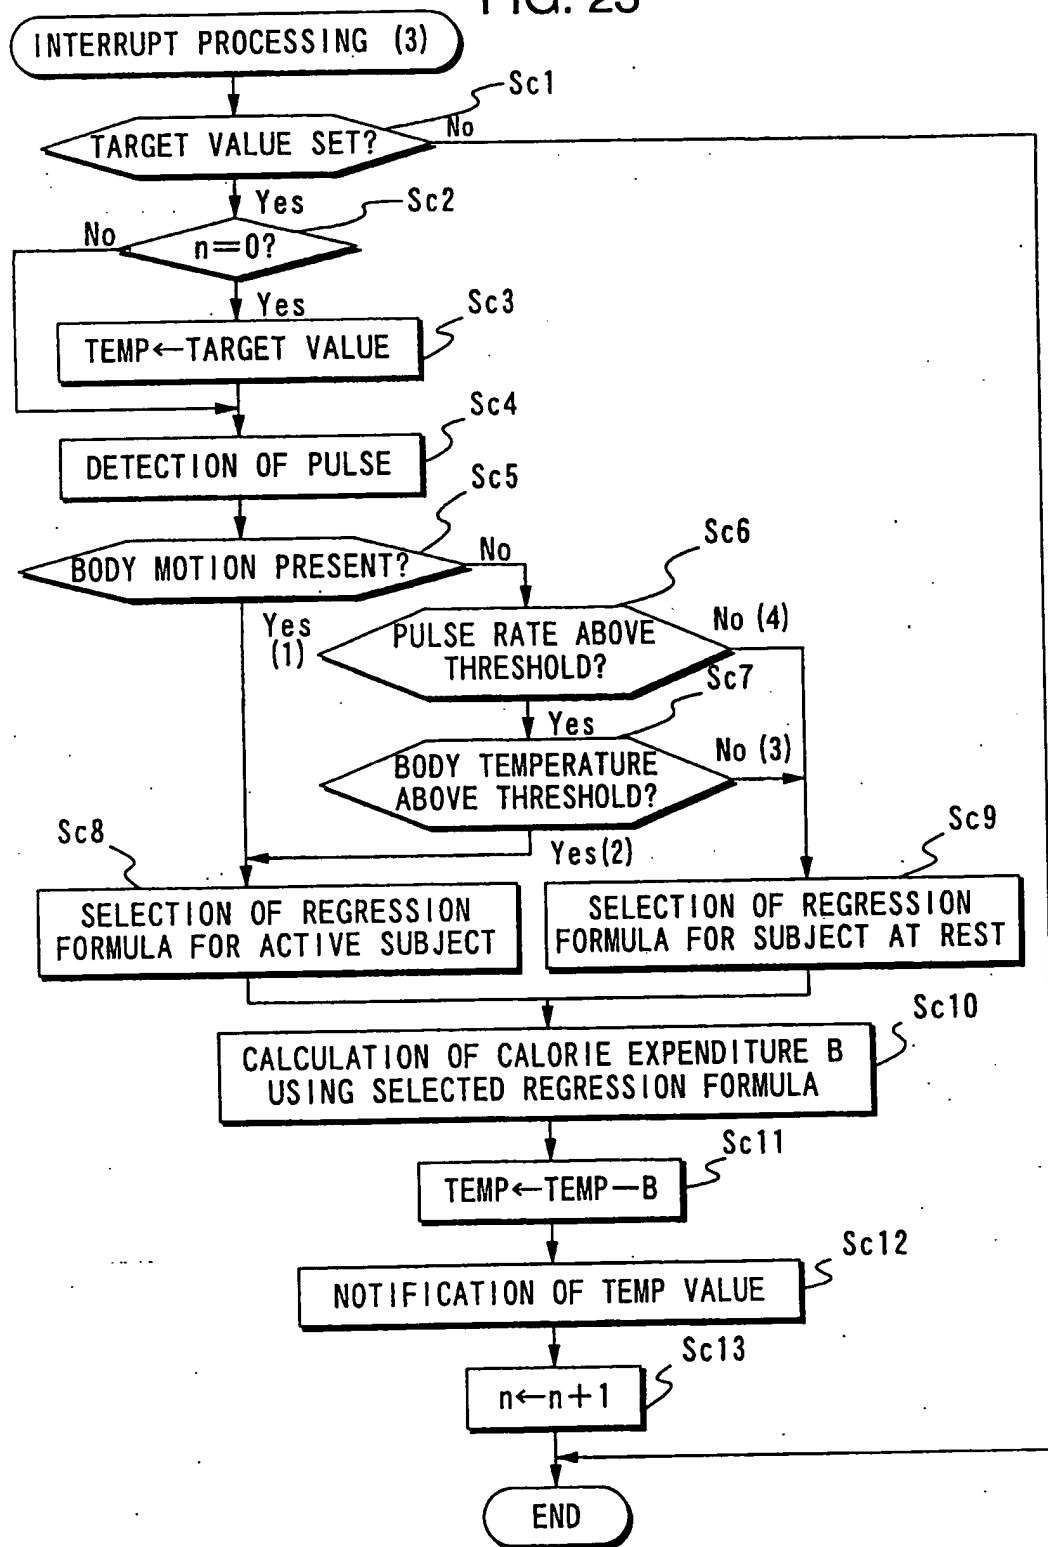 FIG. 23
INTERRUPT PROCESSING (3)
Sc1
TARGET VALUE SET?
No
Yes
Sc2
No
n=0?
Yes
Sc3
TEMP←TARGET VALUE
Sc4
DETECTION OF PULSE
Sc5
BODY MOTION PRESENT?
No
Sc6
Yes
(1)
PULSE RATE ABOVE
THRESHOLD?
No (4)
Sc7
Yes
BODY TEMPERATURE
ABOVE THRESHOLD?
No (3)
Yes(2)
Sc8
Sc9
SELECTION OF REGRESSION
FORMULA FOR ACTIVE SUBJECT
SELECTION OF REGRESSION
FORMULA FOR SUBJECT AT REST
Sc10
CALCULATION OF CALORIE EXPENDITURE B
USING SELECTED REGRESSION FORMULA
Sc11
TEMP←TEMP—B
Sc12
NOTIFICATION OF TEMP VALUE
Sc13
n←n+1
END